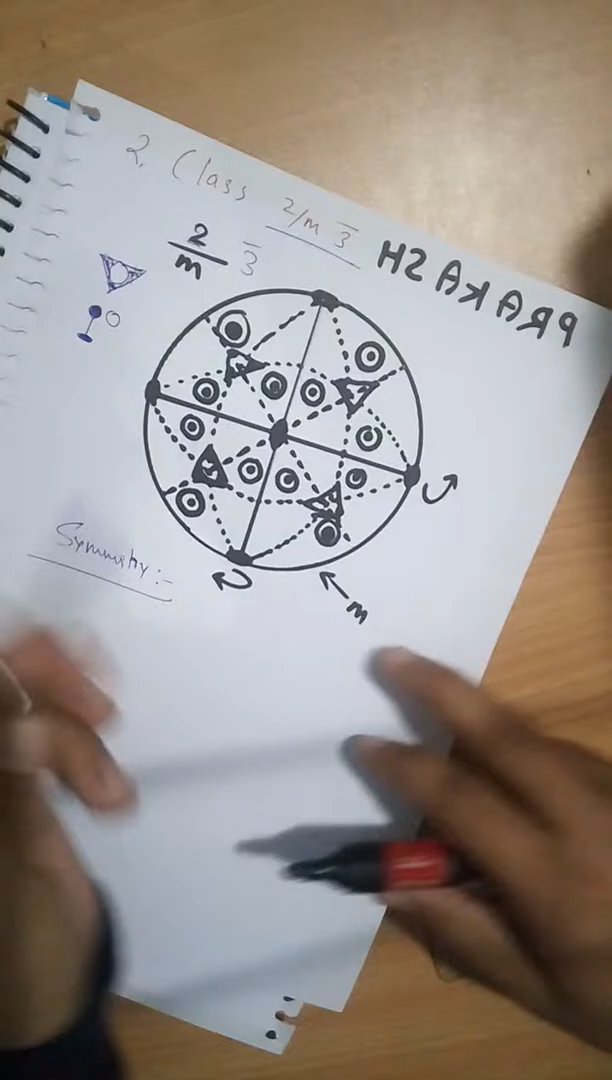 2. Class 2/m 3̅
PRAKASH
2/m 3̅
m
Symmetry:-